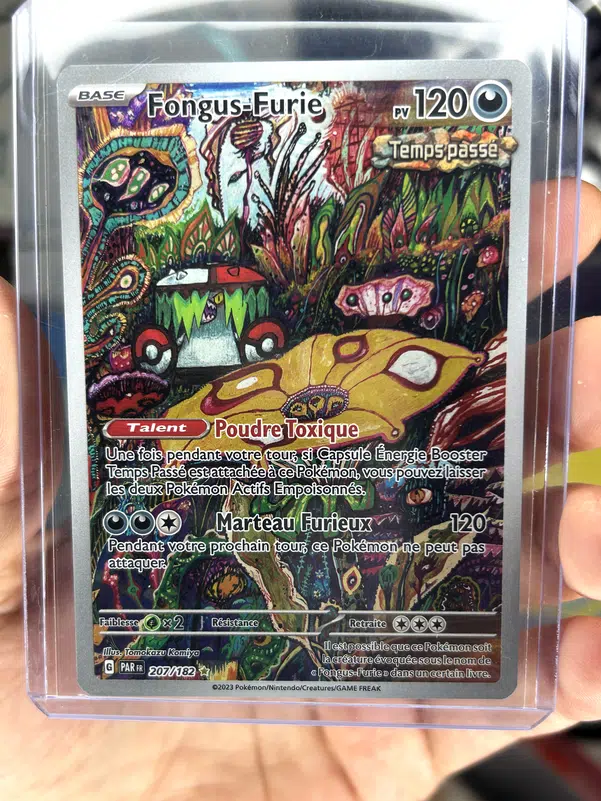 BASE Fongus-Furie PV 120
Temps passé
Talent Poudre Toxique
Une fois pendant votre tour, si Capsule Énergie Booster
Temps Passé est attachée à ce Pokémon, vous pouvez laisser
les deux Pokémon Actifs Empoisonnés.
Marteau Furieux 120
Pendant votre prochain tour, ce Pokémon ne peut pas
attaquer.
Faiblesse x2 Résistance Retraite
Illus. Tomokazu Komiya
G PAR FR 207/182
Il est possible que ce Pokémon soit
la créature évoquée sous le nom de
« Fongus-Furie » dans un certain livre.
©2023 Pokémon/Nintendo/Creatures/GAME FREAK